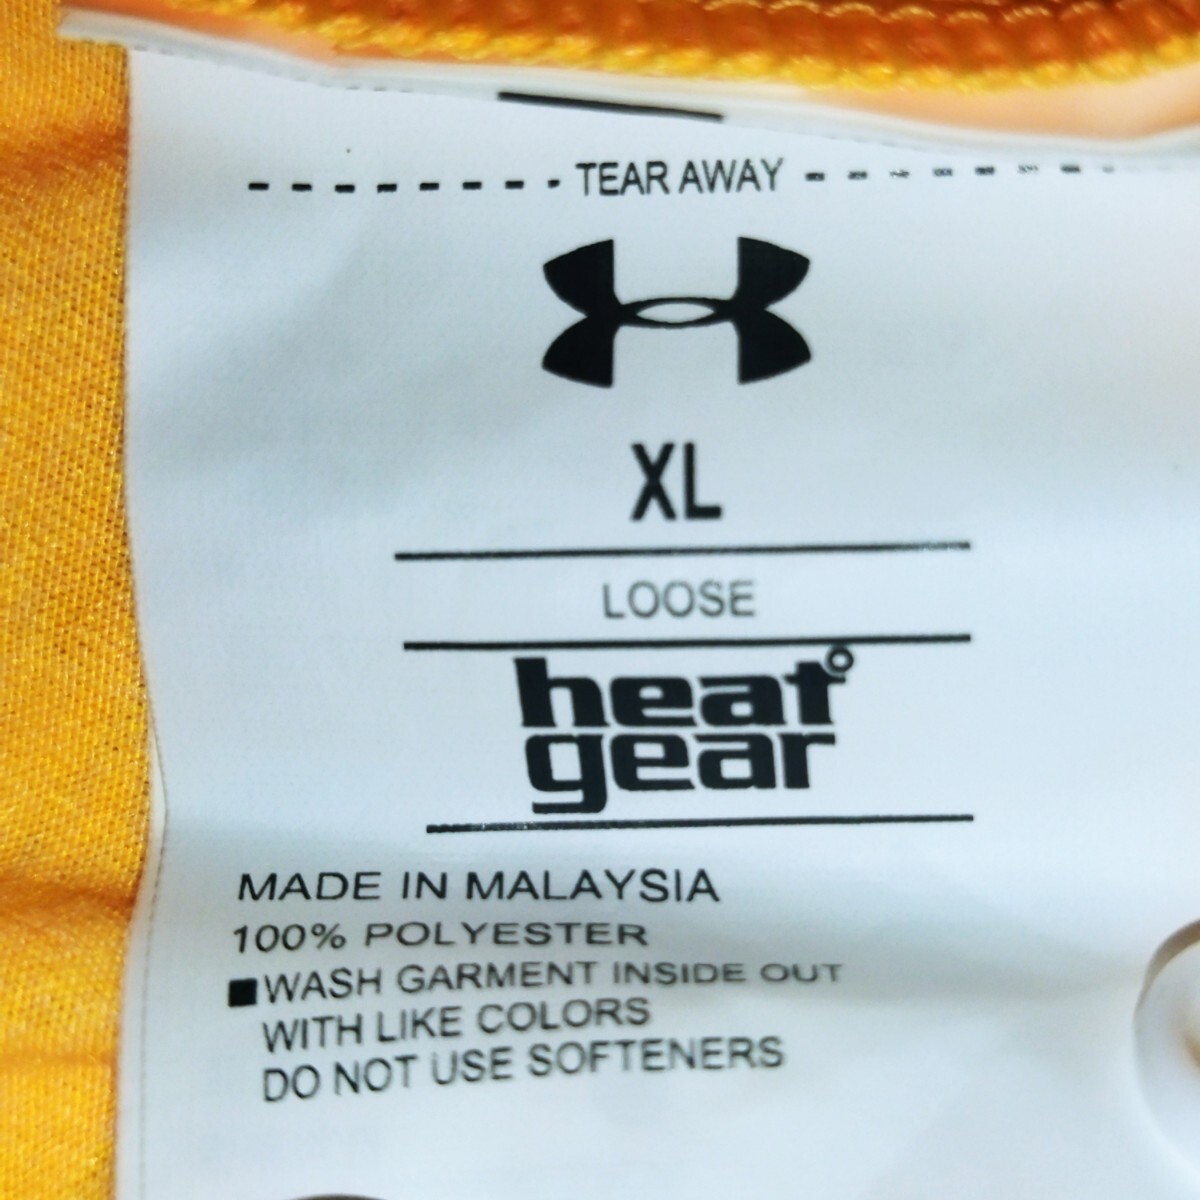 TEAR AWAY
XL
LOOSE
heat
gear
MADE IN MALAYSIA
100% POLYESTER
■WASH GARMENT INSIDE OUT
WITH LIKE COLORS
DO NOT USE SOFTENERS